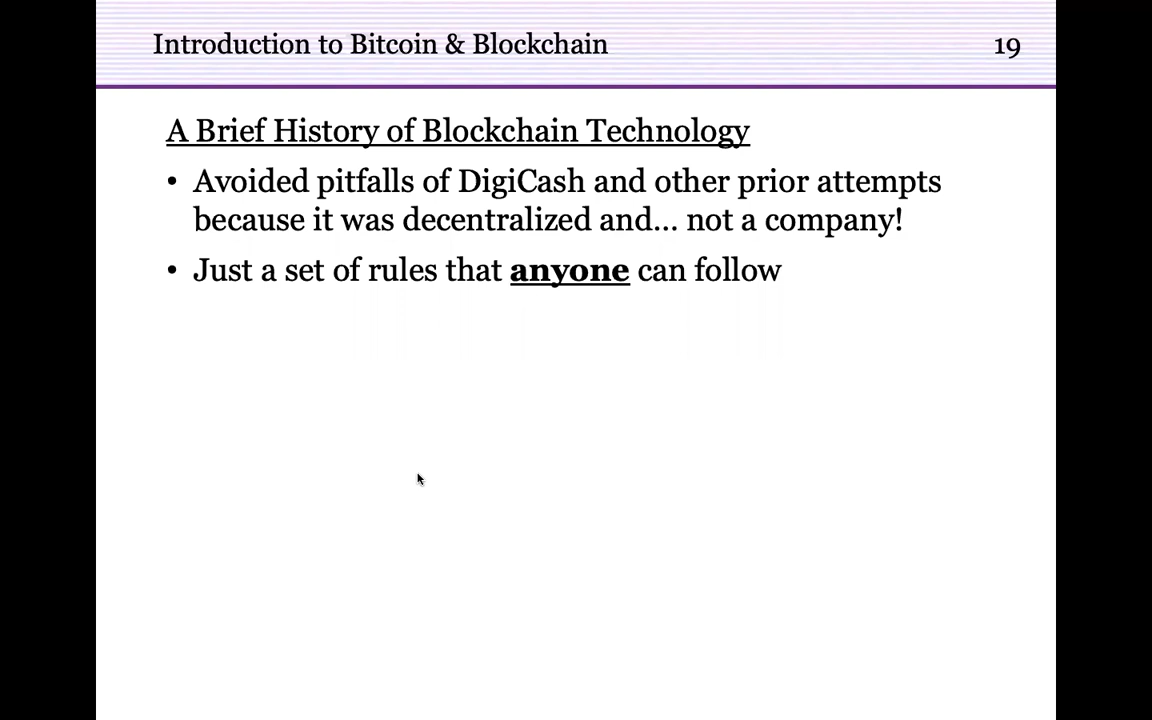 Introduction to Bitcoin & Blockchain 19
A Brief History of Blockchain Technology
• Avoided pitfalls of DigiCash and other prior attempts
because it was decentralized and... not a company!
• Just a set of rules that anyone can follow